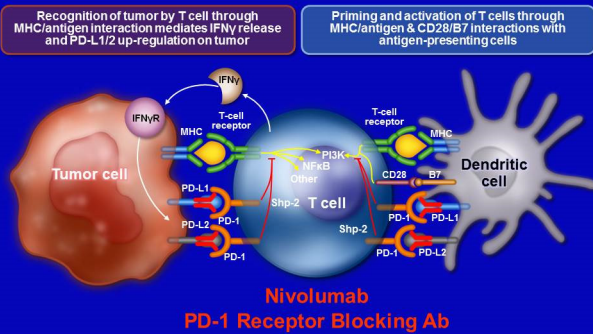 Recognition of tumor by T cell through
MHC/antigen interaction mediates IFNγ release
and PD-L1/2 up-regulation on tumor
Priming and activation of T cells through
MHC/antigen & CD28/B7 interactions with
antigen-presenting cells
IFNγ
IFNγR
T-cell
receptor
MHC
Tumor cell
PD-L1
PD-1
PD-L2
PD-1
Shp-2
PI3K
NFκB
Other
T cell
T-cell
receptor
MHC
CD28
B7
Dendritic
cell
PD-1
PD-L1
Shp-2
PD-1
PD-L2
Nivolumab
PD-1 Receptor Blocking Ab